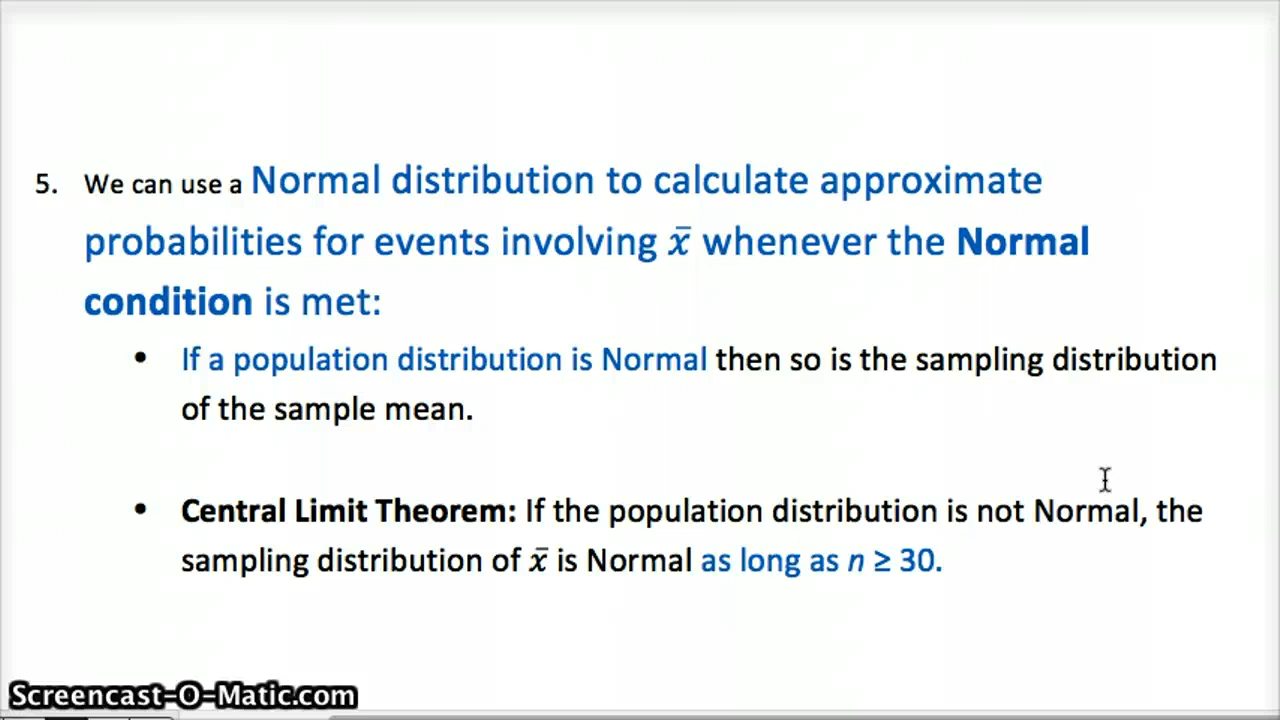 5. We can use a Normal distribution to calculate approximate
probabilities for events involving x̄ whenever the Normal
condition is met:
• If a population distribution is Normal then so is the sampling distribution
of the sample mean.
• Central Limit Theorem: If the population distribution is not Normal, the
sampling distribution of x̄ is Normal as long as n ≥ 30.
Screencast-O-Matic.com